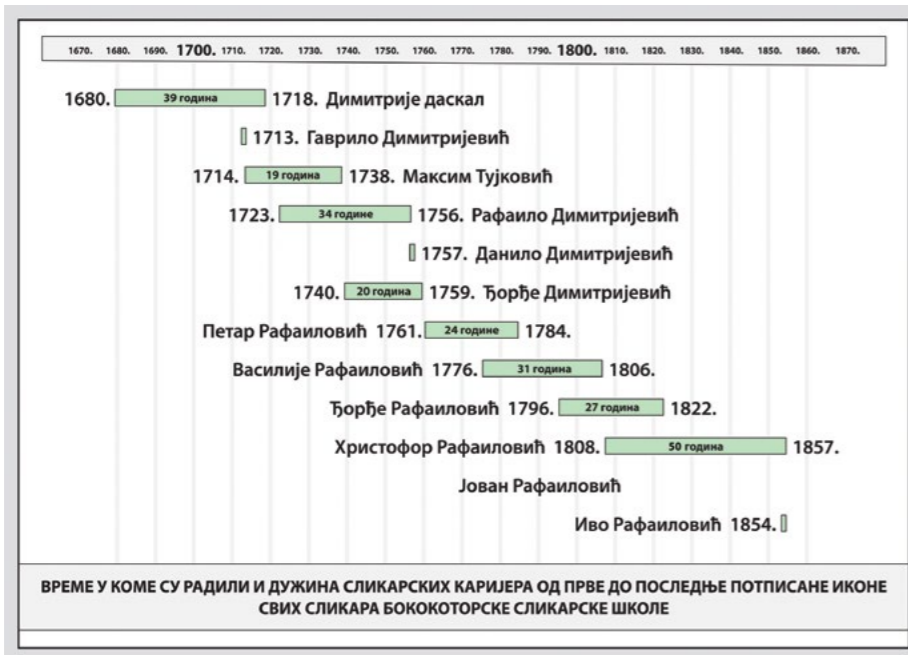 1670. 1680. 1690. 1700. 1710. 1720. 1730. 1740. 1750. 1760. 1770. 1780. 1790. 1800. 1810. 1820. 1830. 1840. 1850. 1860. 1870.
1680. 39 година 1718. Димитрије даскал
1713. Гаврило Димитријевић
1714. 19 година 1738. Максим Тујковић
1723. 34 године 1756. Рафаило Димитријевић
1757. Данило Димитријевић
1740. 20 година 1759. Ђорђе Димитријевић
Петар Рафаиловић 1761. 24 године 1784.
Василије Рафаиловић 1776. 31 година 1806.
Ђорђе Рафаиловић 1796. 27 година 1822.
Христофор Рафаиловић 1808. 50 година 1857.
Јован Рафаиловић
Иво Рафаиловић 1854.
ВРЕМЕ У КОМЕ СУ РАДИЛИ И ДУЖИНА СЛИКАРСКИХ КАРИЈЕРА ОД ПРВЕ ДО ПОСЛЕДЊЕ ПОТПИСАНЕ ИКОНЕ
СВИХ СЛИКАРА БОКОКОТОРСКЕ СЛИКАРСКЕ ШКОЛЕ